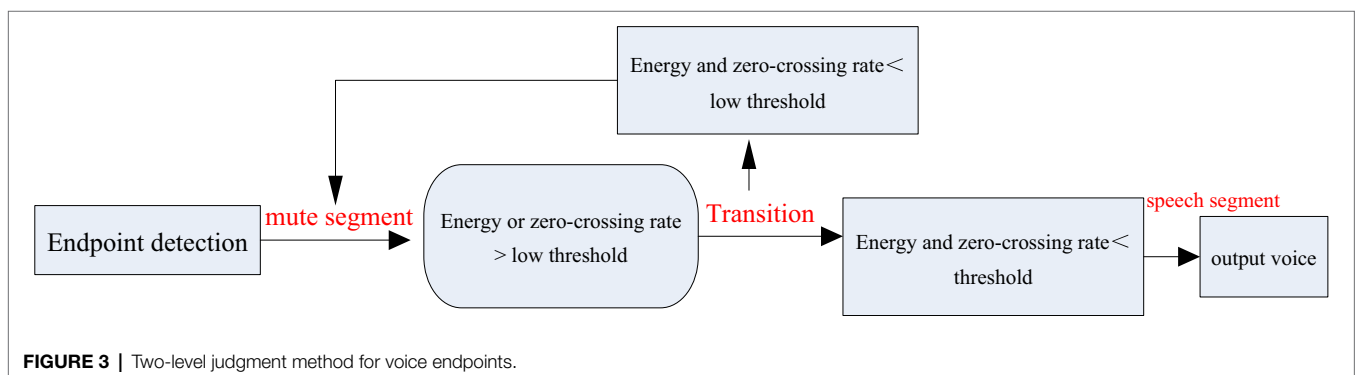 Energy and zero-crossing rate<
low threshold
Endpoint detection
mute segment
Energy or zero-crossing rate
> low threshold
Transition
Energy and zero-crossing rate<
threshold
speech segment
output voice
FIGURE 3 | Two-level judgment method for voice endpoints.